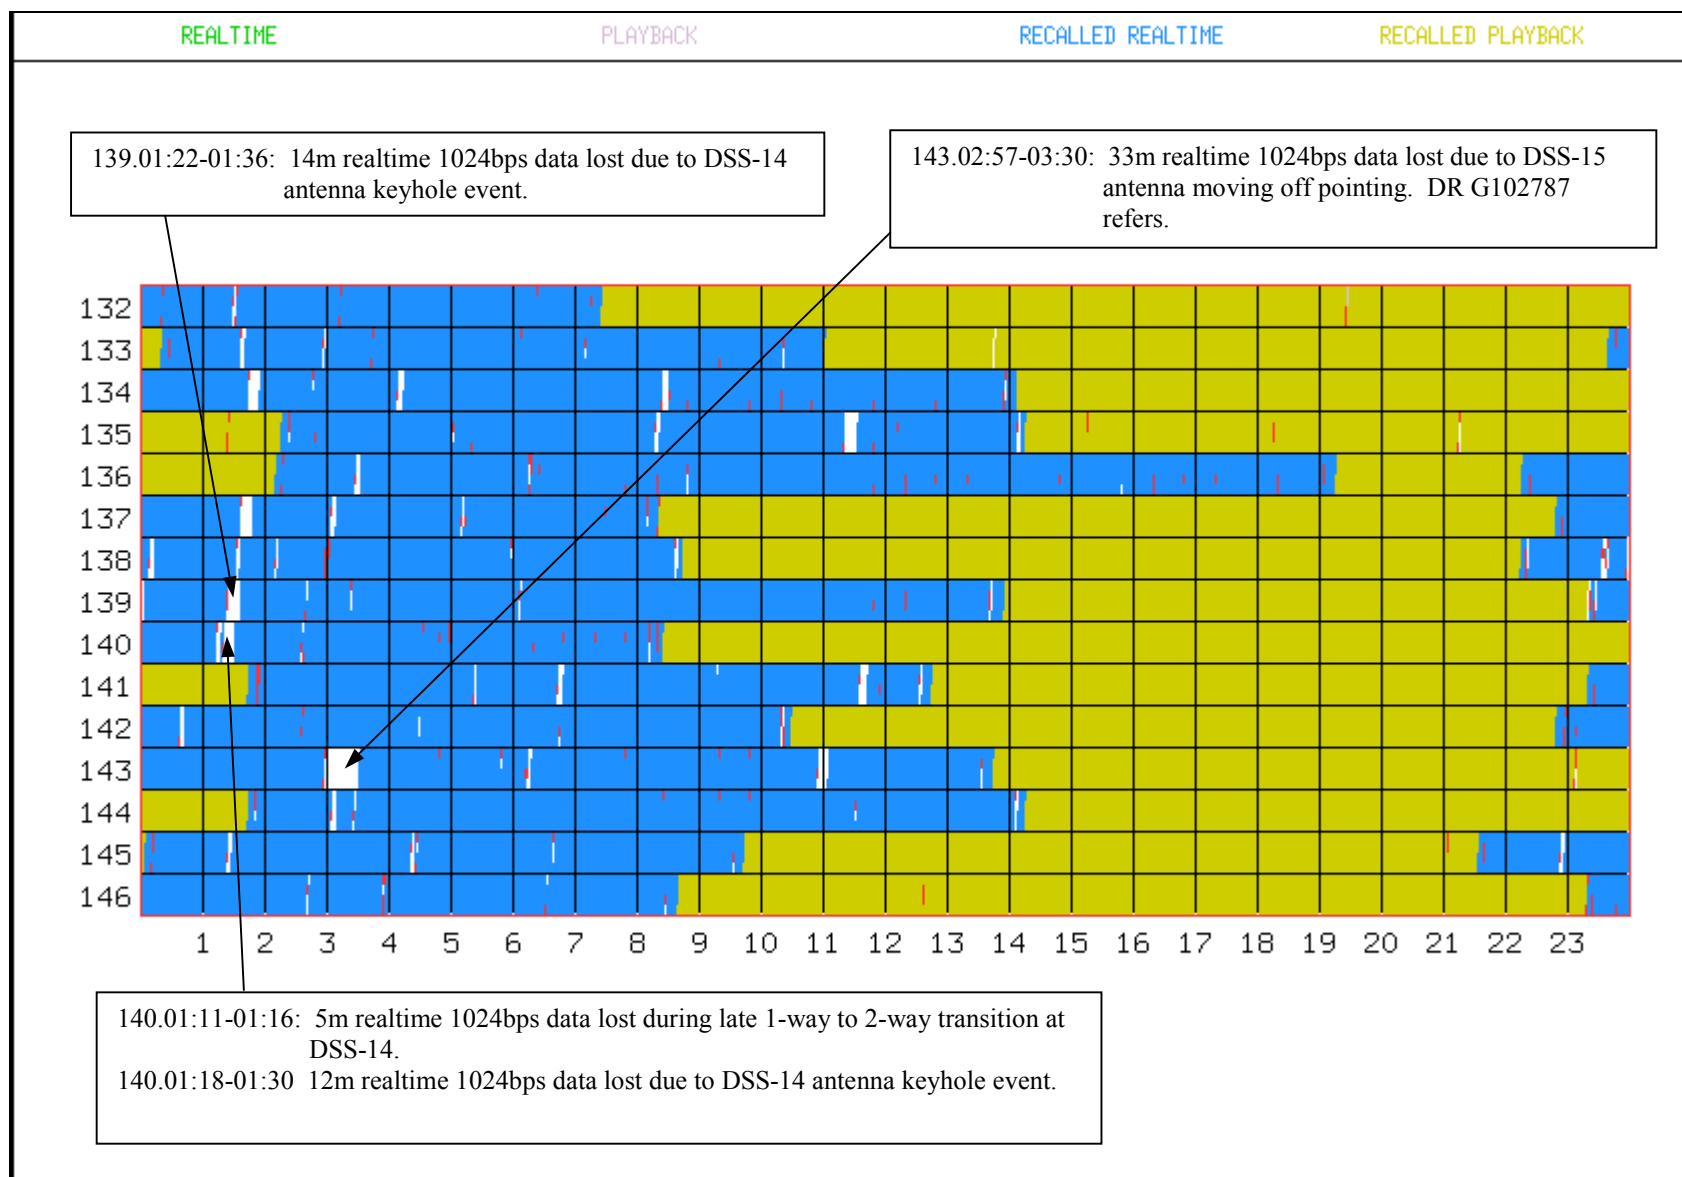 REALTIME PLAYBACK RECALLED REALTIME RECALLED PLAYBACK
139.01:22-01:36: 14m realtime 1024bps data lost due to DSS-14
antenna keyhole event.
143.02:57-03:30: 33m realtime 1024bps data lost due to DSS-15
antenna moving off pointing. DR G102787
refers.
132
133
134
135
136
137
138
139
140
141
142
143
144
145
146
1 2 3 4 5 6 7 8 9 10 11 12 13 14 15 16 17 18 19 20 21 22 23
140.01:11-01:16: 5m realtime 1024bps data lost during late 1-way to 2-way transition at
DSS-14.
140.01:18-01:30 12m realtime 1024bps data lost due to DSS-14 antenna keyhole event.